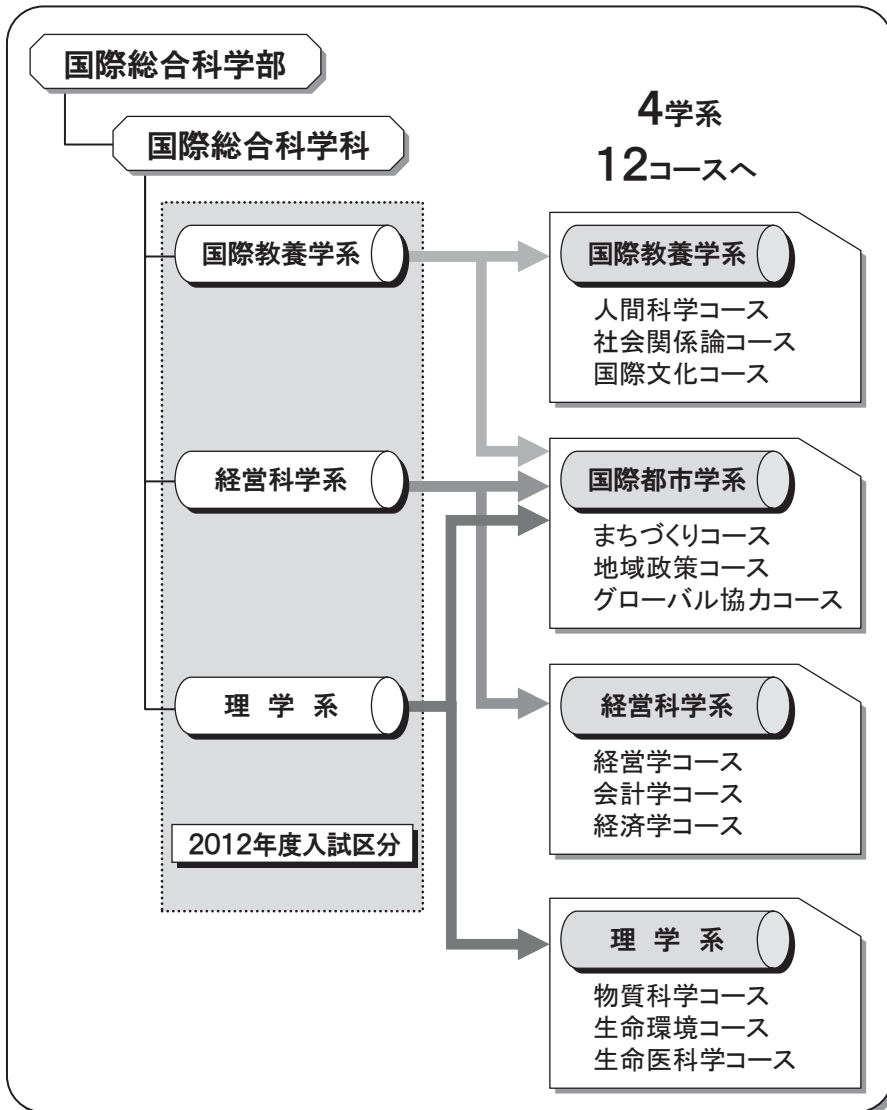 国際総合科学部
国際総合科学科
4学系
12コースへ
国際教養学系
経営科学系
理学系
2012年度入試区分
国際教養学系
人間科学コース
社会関係論コース
国際文化コース
国際都市学系
まちづくりコース
地域政策コース
グローバル協力コース
経営科学系
経営学コース
会計学コース
経済学コース
理学系
物質科学コース
生命環境コース
生命医科学コース